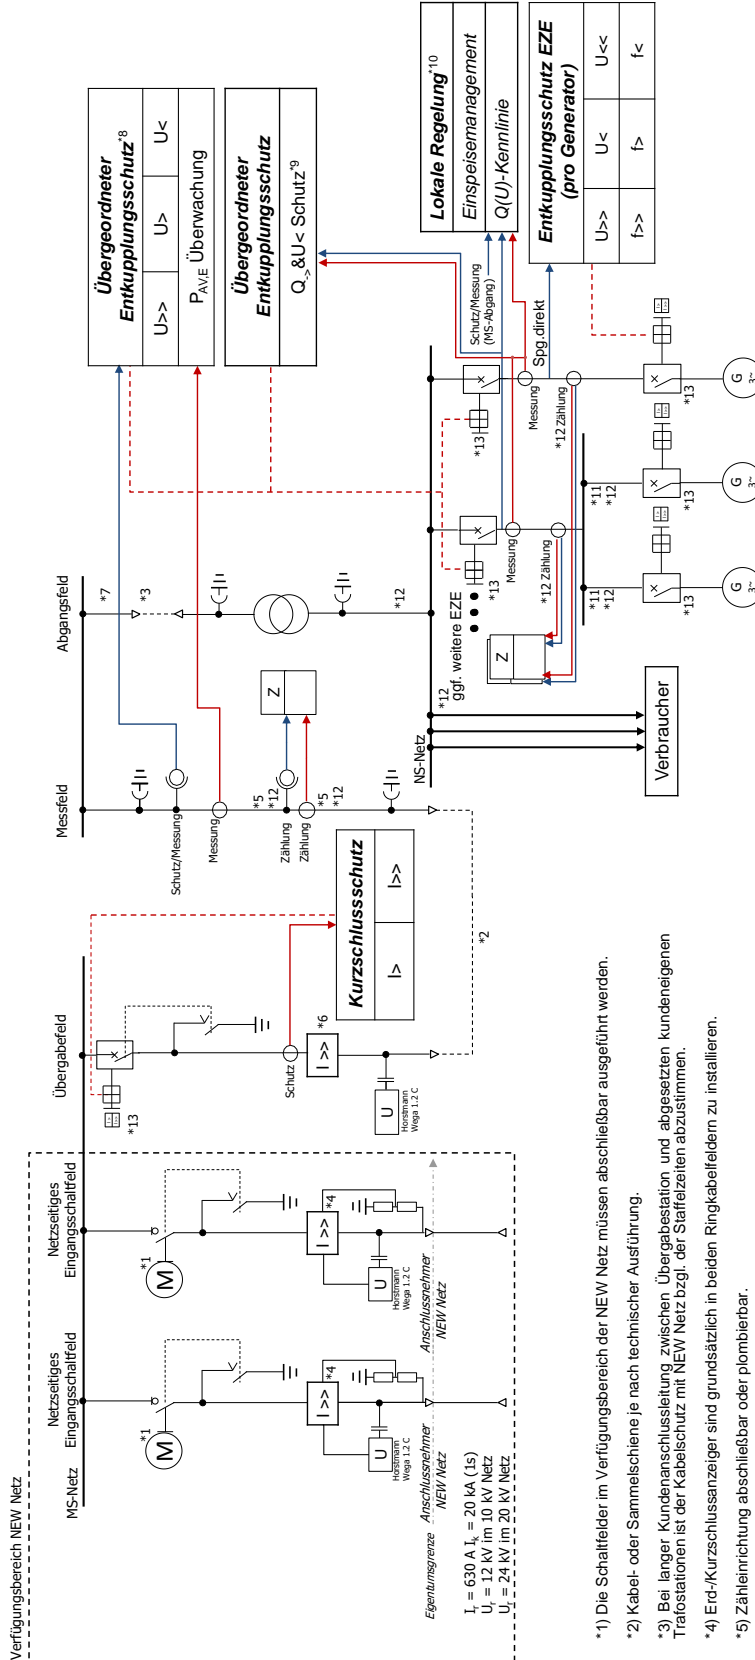 Verfügungsbereich NEW Netz
MS-Netz
Netzseitiges
Eingangsschaltfeld
Netzseitiges
Eingangsschaltfeld
Übergabefeld
Messfeld
Abgangsfeld
*1
M
I >>
*4
U
Horstmann
Wega 1.2 C
*1
M
I >>
*4
U
Horstmann
Wega 1.2 C
Eigentumsgrenze
Anschlussnehmer
NEW Netz
Anschlussnehmer
NEW Netz
Ir = 630 A Ik = 20 kA (1s)
Ur = 12 kV im 10 kV Netz
Ur = 24 kV im 20 kV Netz
*13
Schutz
I >>
*6
U
Horstmann
Wega 1.2 C
*2
Kurzschlussschutz
I>
I>>
Schutz/Messung
Messung
*5
*12
Zählung
Zählung
*5
*12
Z
*7
*3
*12
Übergeordneter
Entkupplungsschutz*8
U>>
U>
U<
PAV,E Überwachung
Übergeordneter
Entkupplungsschutz
Q->&U< Schutz*9
NS-Netz
*12
ggf. weitere EZE
Verbraucher
Z
*13
Messung
*12 Zählung
*13
Messung
*12 Zählung
Schutz/Messung
(MS-Abgang)
Spg.direkt
Lokale Regelung*10
Einspeisemanagement
Q(U)-Kennlinie
Entkupplungsschutz EZE
(pro Generator)
U>>
U<
U<<
f>>
f>
f<
*11
*12
*11
*12
*13
*13
*13
G
3~
G
3~
G
3~
*1) Die Schaltfelder im Verfügungsbereich der NEW Netz müssen abschließbar ausgeführt werden.
*2) Kabel- oder Sammelschiene je nach technischer Ausführung.
*3) Bei langer Kundenanschlussleitung zwischen Übergabestation und abgesetzten kundeneigenen
Trafostationen ist der Kabelschutz mit NEW Netz bzgl. der Staffelzeiten abzustimmen.
*4) Erd-/Kurzschlussanzeiger sind grundsätzlich in beiden Ringkabelfeldern zu installieren.
*5) Zähleinrichtung abschließbar oder plombierbar.